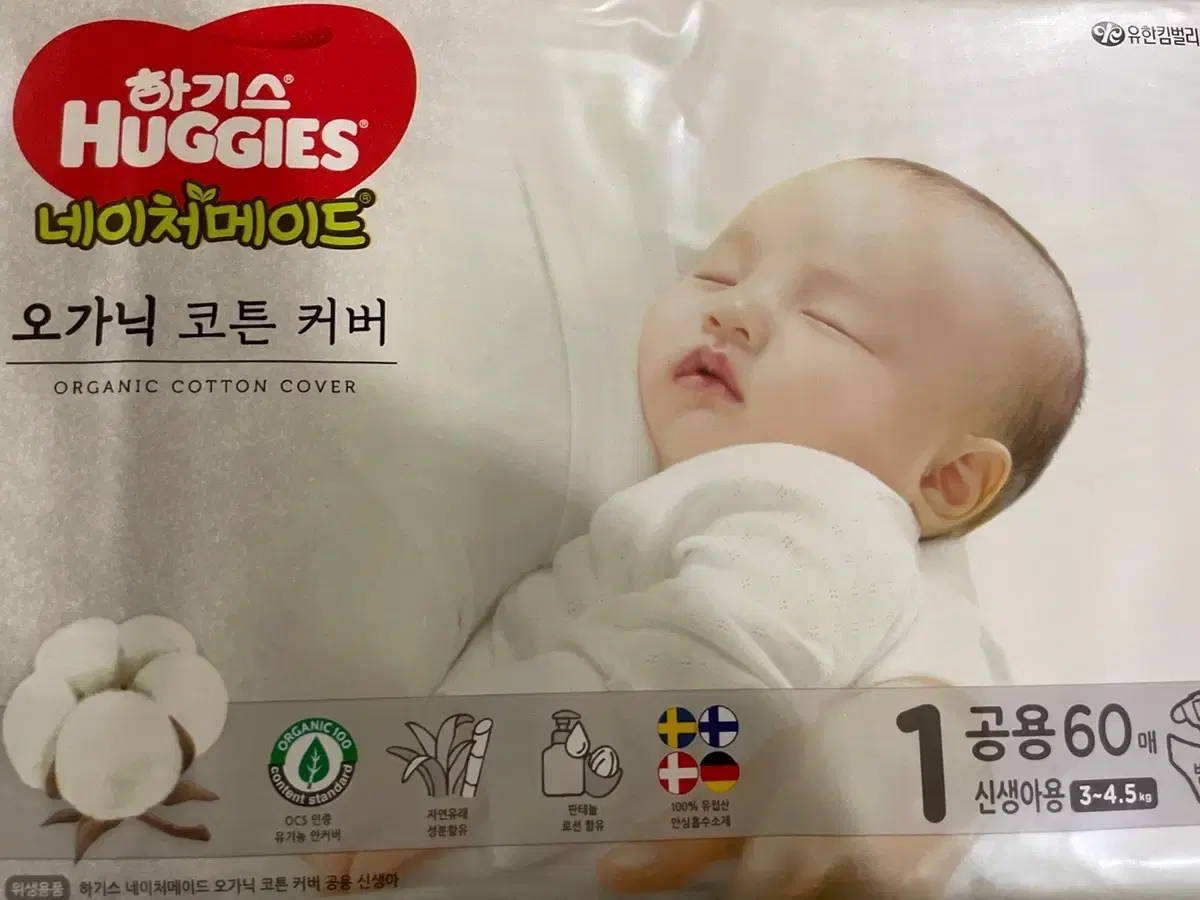 하기스®
HUGGIES®
네이처메이드®
유한킴벌리
오가닉 코튼 커버
ORGANIC COTTON COVER
ORGANIC 100
content standard
OCS 인증
유기농 안커버
자연유래
성분함유
판테놀
로션 함유
100% 유럽산
안심흡수소재
1
공용 60매
신생아용 3~4.5kg
위생용품 하기스 네이처메이드 오가닉 코튼 커버 공용 신생아